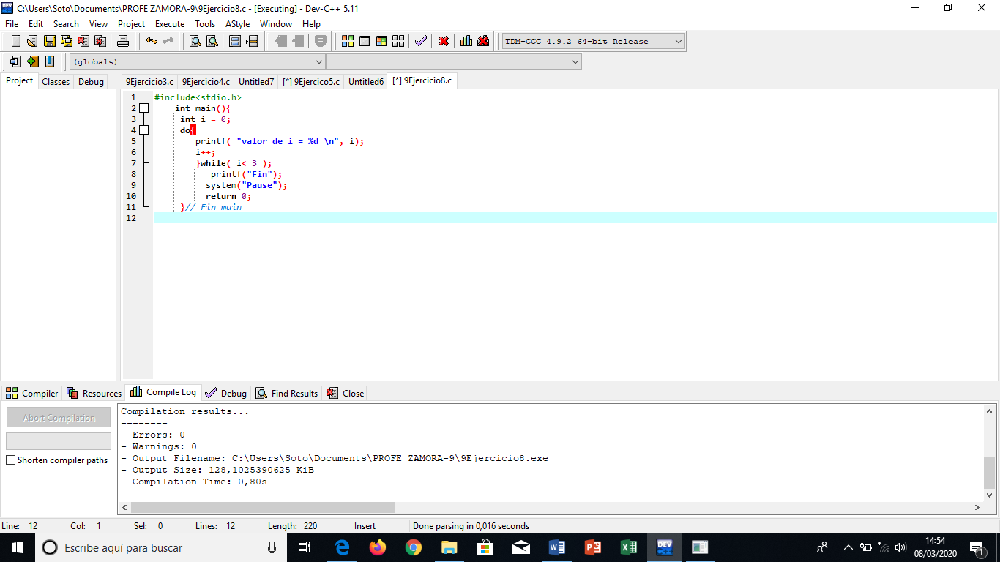 C:\Users\Soto\Documents\PROFE ZAMORA-9\9Ejercicio8.c - [Executing] - Dev-C++ 5.11
File Edit Search View Project Execute Tools AStyle Window Help
TDM-GCC 4.9.2 64-bit Release
(globals)
Project Classes Debug
9Ejercicio3.c 9Ejercicio4.c Untitled7 [*] 9Ejercico5.c Untitled6 [*] 9Ejercicio8.c
1 #include<stdio.h>
2 int main(){
3 int i = 0;
4 do{
5 printf( "valor de i = %d \n", i);
6 i++;
7 }while( i< 3 );
8 printf("Fin");
9 system("Pause");
10 return 0;
11 }// Fin main
12
Compiler Resources Compile Log Debug Find Results Close
Abort Compilation
Shorten compiler paths
Compilation results...
--------
- Errors: 0
- Warnings: 0
- Output Filename: C:\Users\Soto\Documents\PROFE ZAMORA-9\9Ejercicio8.exe
- Output Size: 128,1025390625 KiB
- Compilation Time: 0,80s
Line: 12 Col: 1 Sel: 0 Lines: 12 Length: 220 Insert Done parsing in 0,016 seconds
Escribe aquí para buscar
DEV
14:54
08/03/2020
1